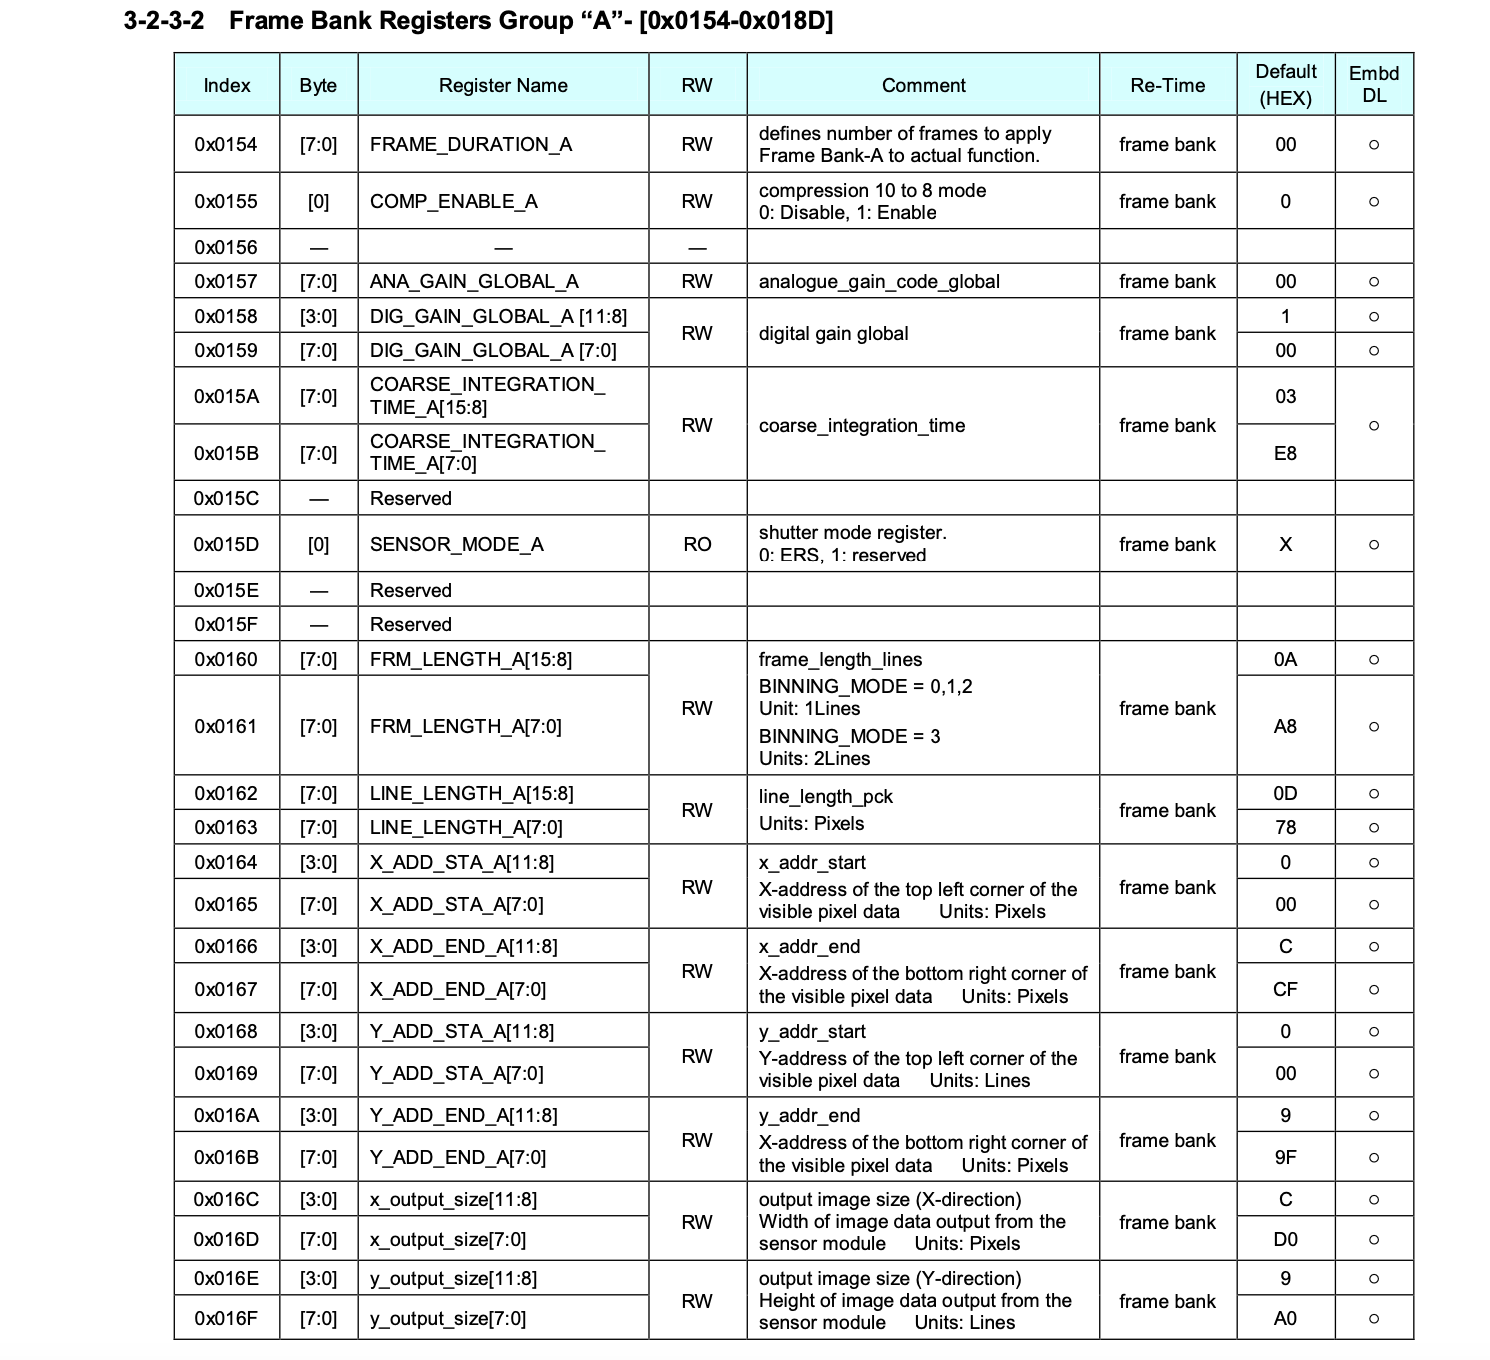 3-2-3-2 Frame Bank Registers Group “A”- [0x0154-0x018D]
Index Byte Register Name RW Comment Re-Time Default (HEX) Embd DL
0x0154 [7:0] FRAME_DURATION_A RW defines number of frames to apply Frame Bank-A to actual function. frame bank 00 ○
0x0155 [0] COMP_ENABLE_A RW compression 10 to 8 mode 0: Disable, 1: Enable frame bank 0 ○
0x0156 — — —
0x0157 [7:0] ANA_GAIN_GLOBAL_A RW analogue_gain_code_global frame bank 00 ○
0x0158 [3:0] DIG_GAIN_GLOBAL_A [11:8] RW digital gain global frame bank 1 ○
0x0159 [7:0] DIG_GAIN_GLOBAL_A [7:0] 00 ○
0x015A [7:0] COARSE_INTEGRATION_ TIME_A[15:8] RW coarse_integration_time frame bank 03 ○
0x015B [7:0] COARSE_INTEGRATION_ TIME_A[7:0] E8
0x015C — Reserved
0x015D [0] SENSOR_MODE_A RO shutter mode register. 0: ERS, 1: reserved frame bank X ○
0x015E — Reserved
0x015F — Reserved
0x0160 [7:0] FRM_LENGTH_A[15:8] RW frame_length_lines frame bank 0A ○
0x0161 [7:0] FRM_LENGTH_A[7:0] BINNING_MODE = 0,1,2 Unit: 1Lines BINNING_MODE = 3 Units: 2Lines A8 ○
0x0162 [7:0] LINE_LENGTH_A[15:8] RW line_length_pck frame bank 0D ○
0x0163 [7:0] LINE_LENGTH_A[7:0] Units: Pixels 78 ○
0x0164 [3:0] X_ADD_STA_A[11:8] RW x_addr_start frame bank 0 ○
0x0165 [7:0] X_ADD_STA_A[7:0] X-address of the top left corner of the visible pixel data Units: Pixels 00 ○
0x0166 [3:0] X_ADD_END_A[11:8] RW x_addr_end frame bank C ○
0x0167 [7:0] X_ADD_END_A[7:0] X-address of the bottom right corner of the visible pixel data Units: Pixels CF ○
0x0168 [3:0] Y_ADD_STA_A[11:8] RW y_addr_start frame bank 0 ○
0x0169 [7:0] Y_ADD_STA_A[7:0] Y-address of the top left corner of the visible pixel data Units: Lines 00 ○
0x016A [3:0] Y_ADD_END_A[11:8] RW y_addr_end frame bank 9 ○
0x016B [7:0] Y_ADD_END_A[7:0] X-address of the bottom right corner of the visible pixel data Units: Pixels 9F ○
0x016C [3:0] x_output_size[11:8] RW output image size (X-direction) frame bank C ○
0x016D [7:0] x_output_size[7:0] Width of image data output from the sensor module Units: Pixels D0 ○
0x016E [3:0] y_output_size[11:8] RW output image size (Y-direction) frame bank 9 ○
0x016F [7:0] y_output_size[7:0] Height of image data output from the sensor module Units: Lines A0 ○